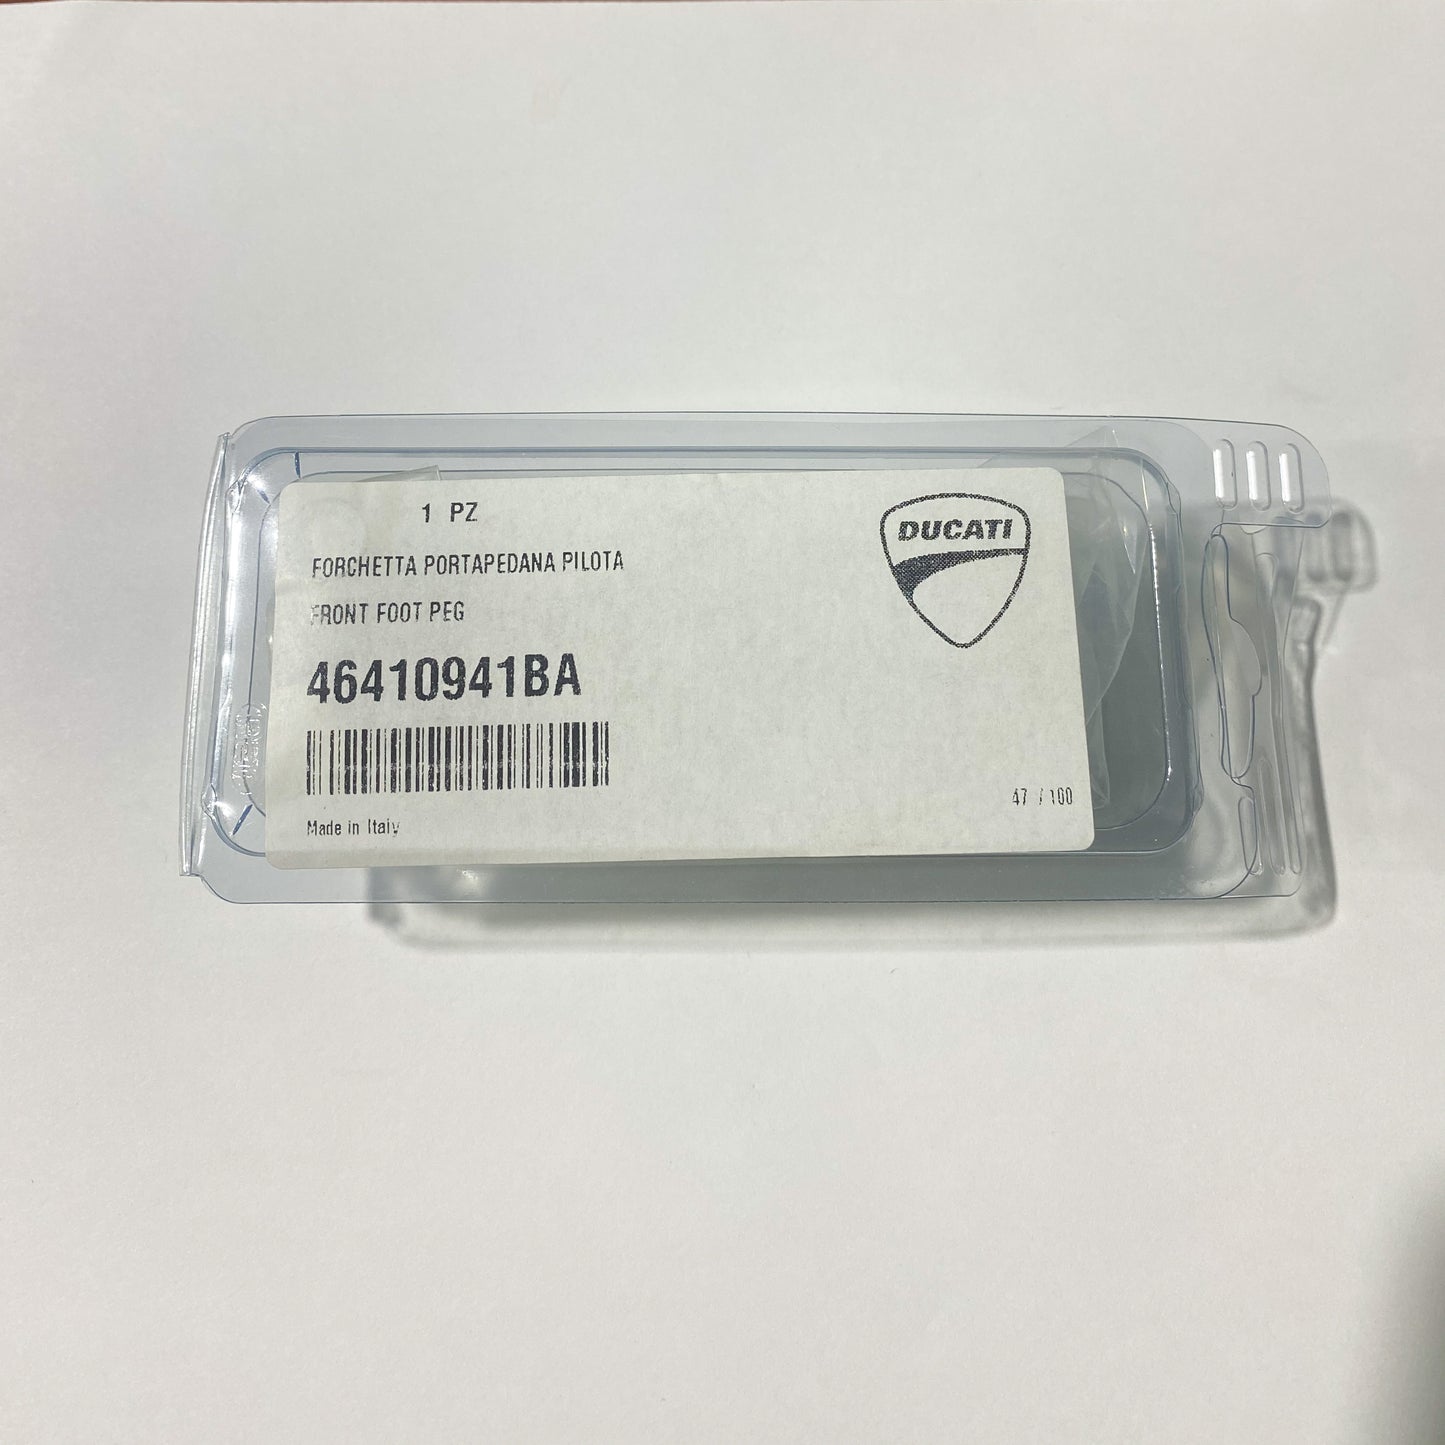 1 PZ
DUCATI
FORCHETTA PORTAPEDANA PILOTA
FRONT FOOT PEG
46410941BA
47 / 100
Made in Italy